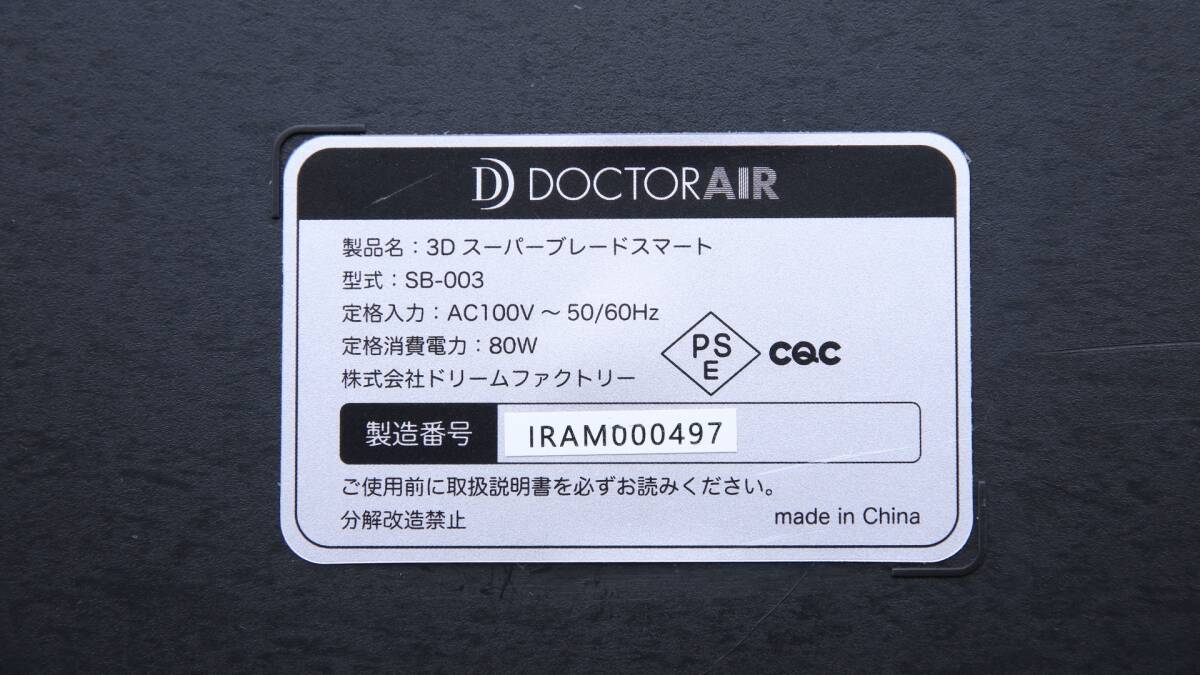 DOCTORAIR
製品名：3D スーパーブレードスマート
型式：SB-003
定格入力：AC100V ～ 50/60Hz
定格消費電力：80W
株式会社ドリームファクトリー
PS
E
CQC
製造番号
IRAM000497
ご使用前に取扱説明書を必ずお読みください。
分解改造禁止
made in China